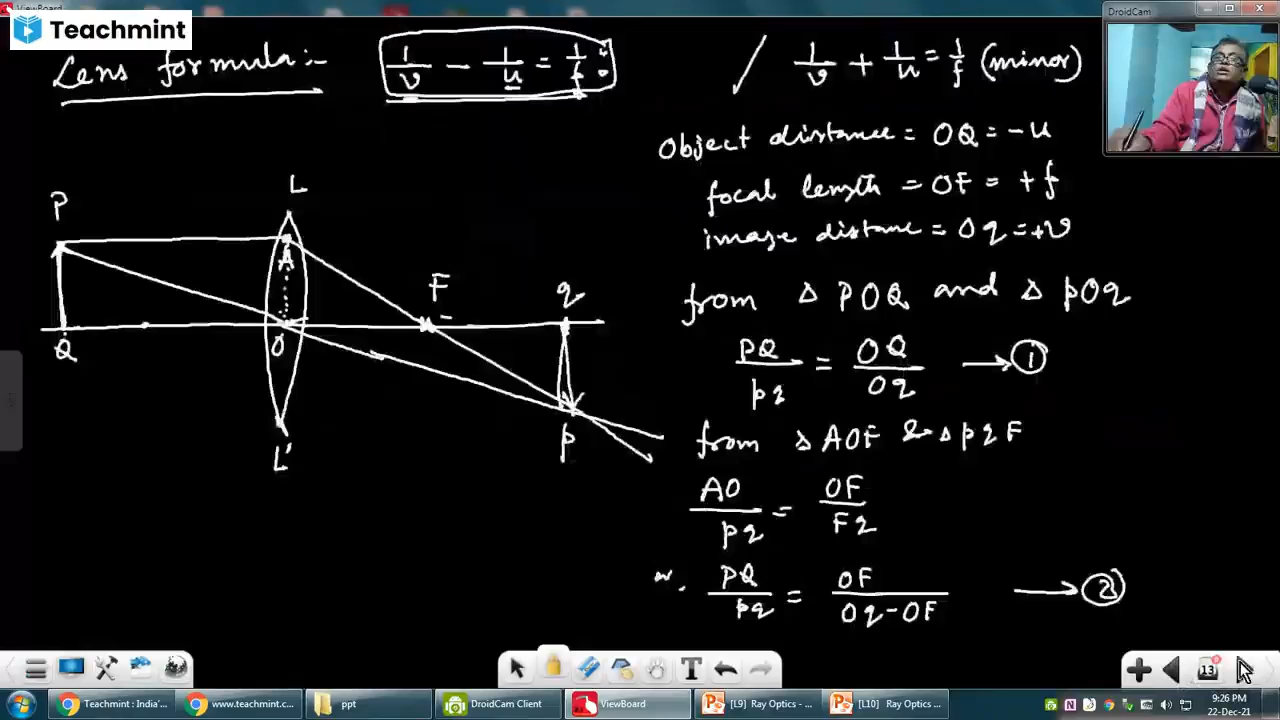 ViewBoard
Teachmint
DroidCam
Lens formula:-
1/v - 1/u = 1/f
/ 1/v + 1/u = 1/f (mirror)
Object distance = OQ = -u
focal length = OF = +f
image distance = Oq = +v
from Δ POQ and Δ pOq
PQ/pq = OQ/Oq → ①
from Δ AOF & Δ pqF
AO/pq = OF/Fq
or, PQ/pq = OF/Oq-OF → ②
P
L
A
F
q
Q
O
p
L'
T
13
Teachmint : India'...
www.teachmint.c...
ppt
DroidCam Client
ViewBoard
[L9] Ray Optics - ...
[L10] Ray Optics ...
9:26 PM
22-Dec-21